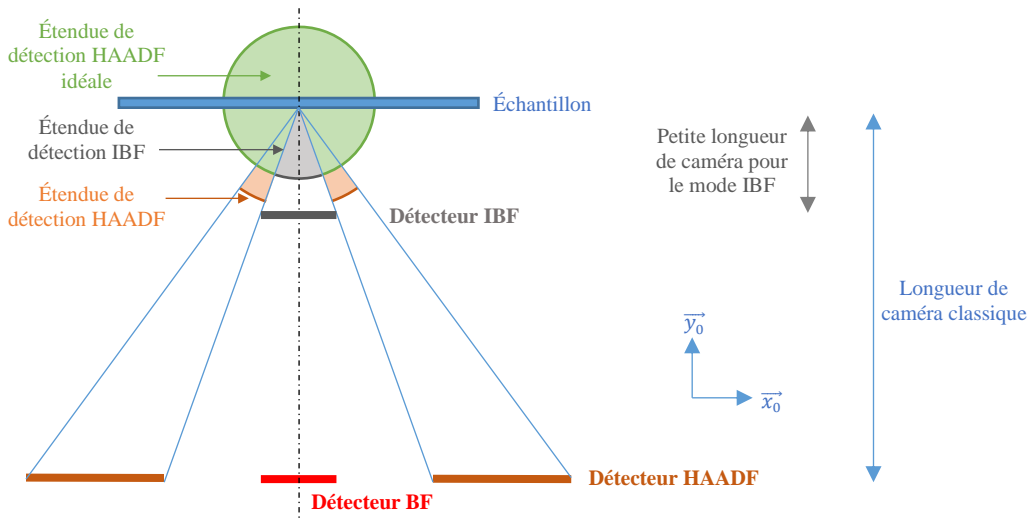 Étendue de
détection HAADF
idéale
Échantillon
Étendue de
détection IBF
Étendue de
détection HAADF
Détecteur IBF
Petite longueur
de caméra pour
le mode IBF
Longueur de
caméra classique
y₀
x₀
Détecteur HAADF
Détecteur BF